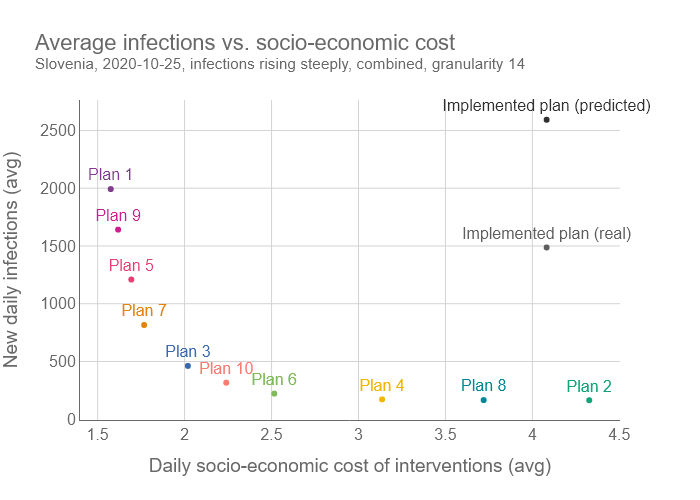 Average infections vs. socio-economic cost
Slovenia, 2020-10-25, infections rising steeply, combined, granularity 14
Implemented plan (predicted)
2500
Plan 1
2000
Plan 9
Implemented plan (real)
1500
Plan 5
1000
Plan 7
Plan 3
500
Plan 10
Plan 6
Plan 4
Plan 8
Plan 2
0
1.5
2
2.5
3
3.5
4
4.5
New daily infections (avg)
Daily socio-economic cost of interventions (avg)